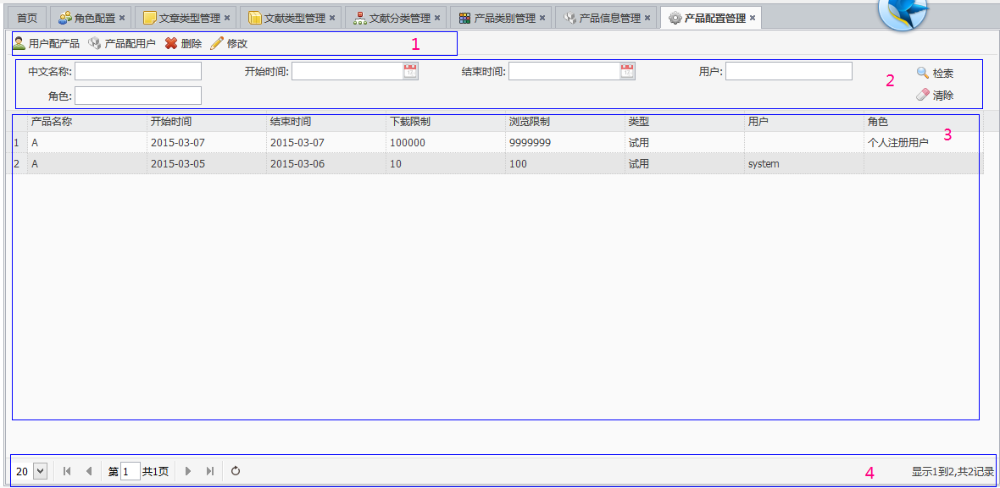 首页 角色配置 × 文章类型管理 × 文献类型管理 × 文献分类管理 × 产品类别管理 × 产品信息管理 × 产品配置管理 ×
用户配产品 产品配用户 删除 修改 1
中文名称: 开始时间: 结束时间: 用户: 2 检索
角色: 清除
产品名称 开始时间 结束时间 下载限制 浏览限制 类型 用户 角色
3
1 A 2015-03-07 2015-03-07 100000 9999999 试用 个人注册用户
2 A 2015-03-05 2015-03-06 10 100 试用 system
20 第 1 共1页 4 显示1到2,共2记录